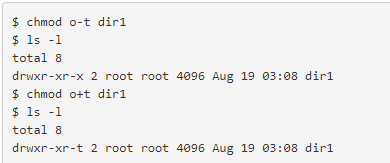 $ chmod o-t dir1
$ ls -l
total 8
drwxr-xr-x 2 root root 4096 Aug 19 03:08 dir1
$ chmod o+t dir1
$ ls -l
total 8
drwxr-xr-t 2 root root 4096 Aug 19 03:08 dir1